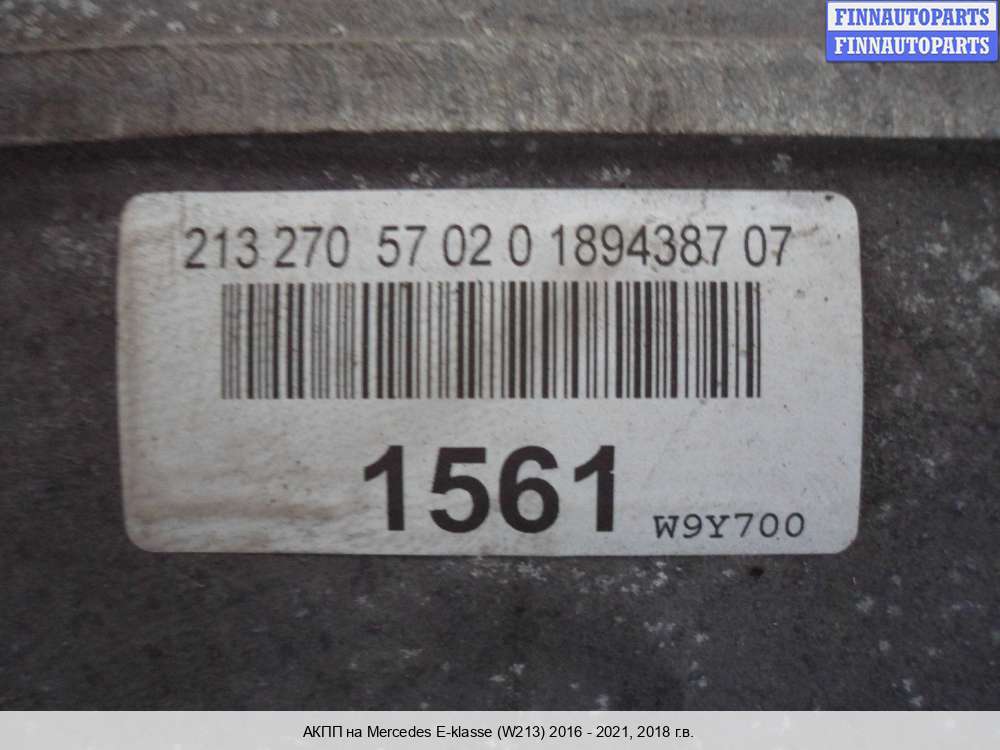 FINNAUTOPARTS
FINNAUTOPARTS
213 270 57 02 0 1894387 07
1561
W9Y700
АКПП на Mercedes E-klasse (W213) 2016 - 2021, 2018 г.в.